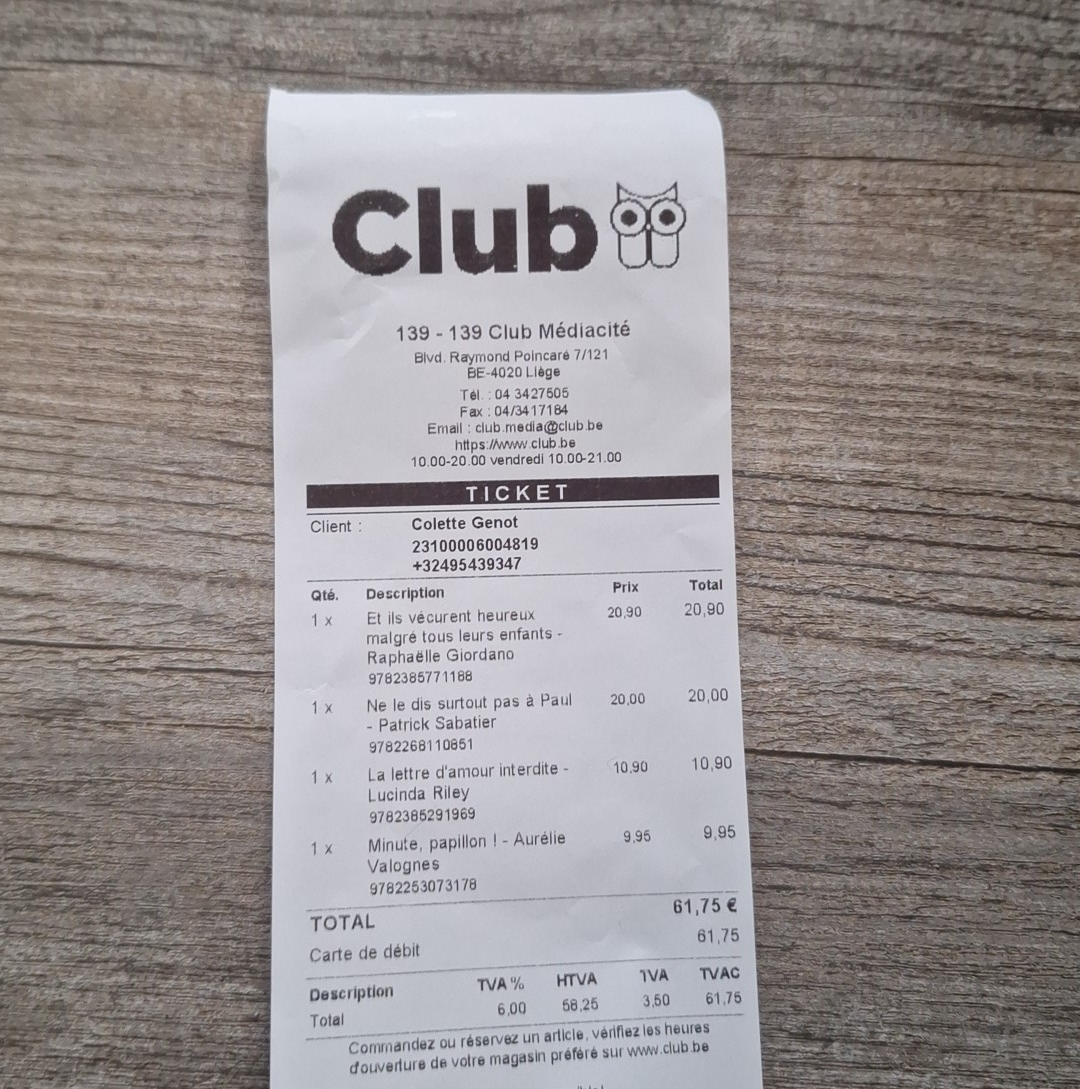 Club
139 - 139 Club Médiacité
Blvd. Raymond Poincaré 7/121
BE-4020 Liège
Tél. : 04 3427505
Fax : 04/3417184
Email : club.media@club.be
https://www.club.be
10.00-20.00 vendredi 10.00-21.00
TICKET
Client : Colette Genot
23100006004819
+32495439347
Qté. Description Prix Total
1 x Et ils vécurent heureux 20,90 20,90
malgré tous leurs enfants -
Raphaëlle Giordano
9782385771188
1 x Ne le dis surtout pas à Paul 20,00 20,00
- Patrick Sabatier
9782268110851
1 x La lettre d'amour interdite - 10,90 10,90
Lucinda Riley
9782385291969
1 x Minute, papillon ! - Aurélie 9,95 9,95
Valognes
9782253073178
TOTAL 61,75 €
Carte de débit 61,75
Description TVA % HTVA TVA TVAC
Total 6,00 58,25 3,50 61,75
Commandez ou réservez un article, vérifiez les heures
d'ouverture de votre magasin préféré sur www.club.be